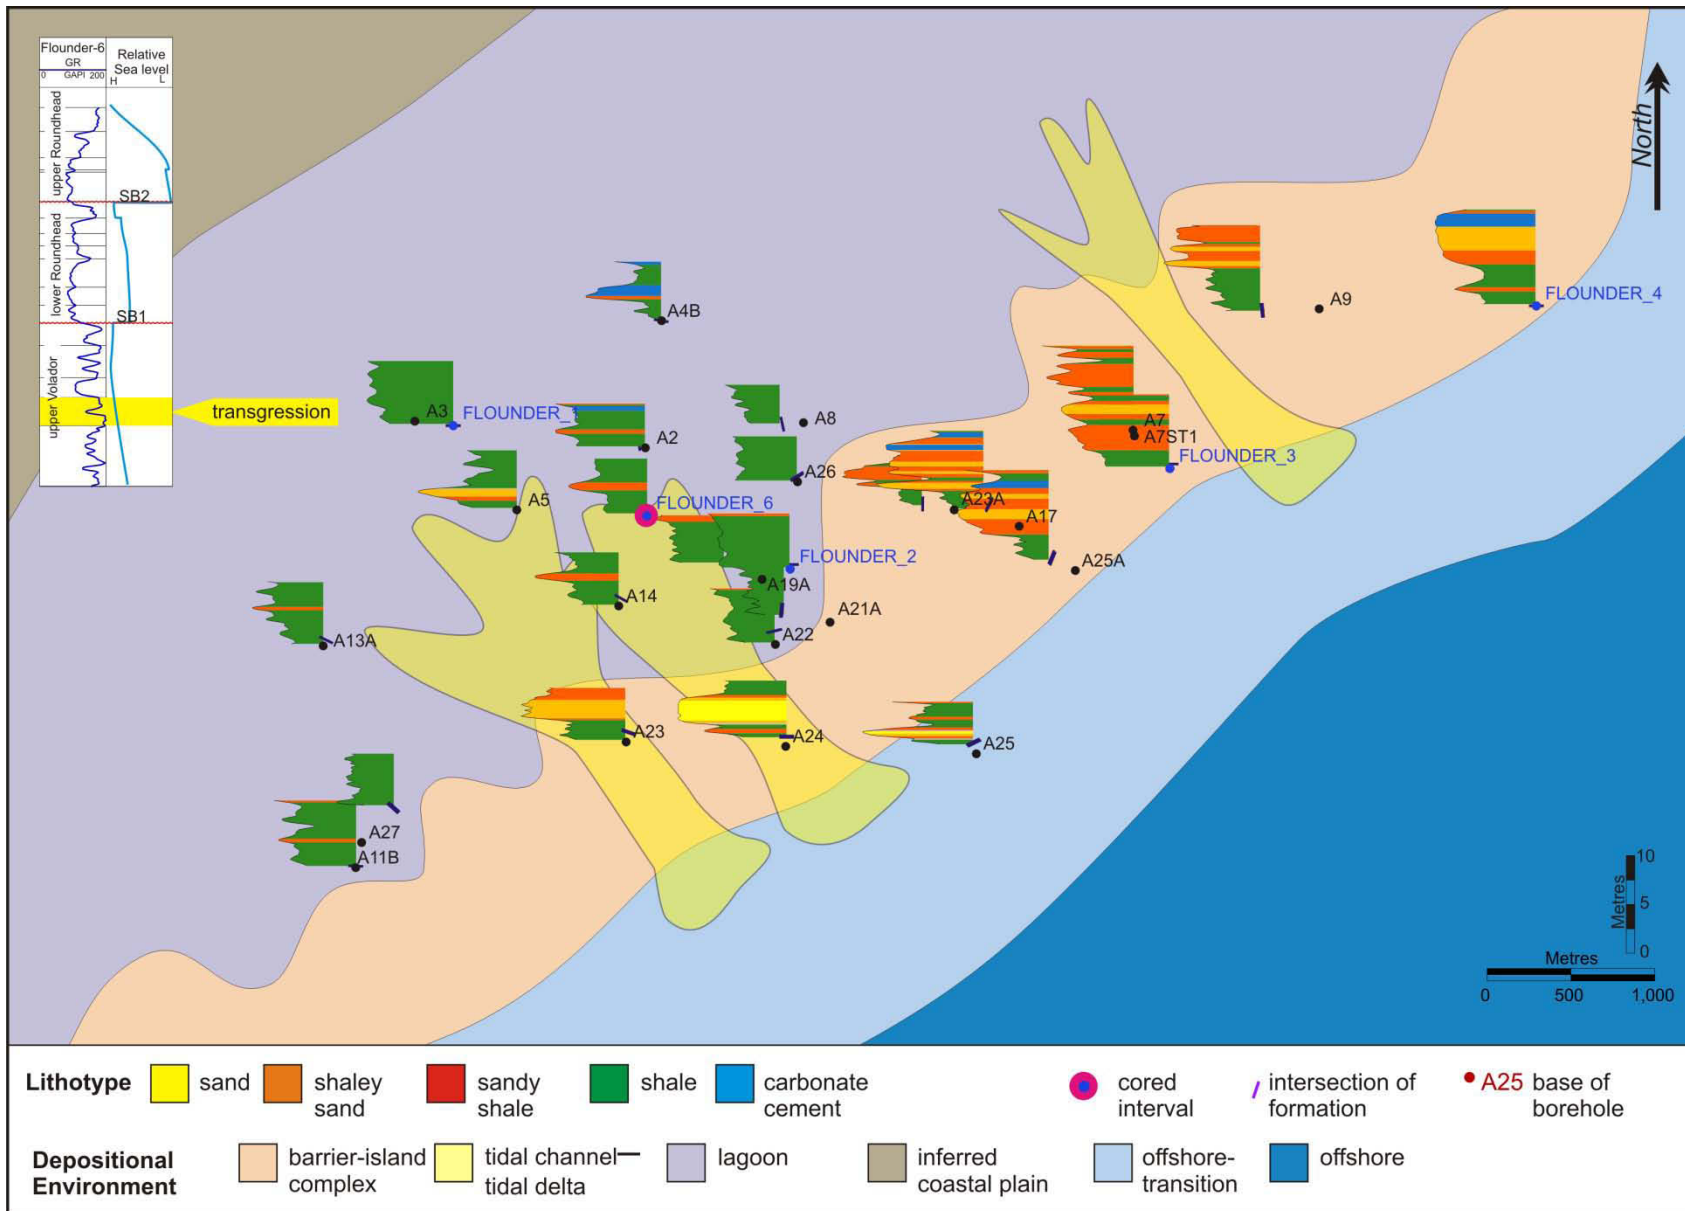 Flounder-6
GR
0 GAPI 200
Relative
Sea level
H L
upper Roundhead
SB2
lower Roundhead
SB1
upper Volador
transgression
North
A9
FLOUNDER_4
A4B
A3
FLOUNDER_1
A2
A8
A26
A7
A7ST1
FLOUNDER_3
A5
FLOUNDER_6
A23A
A17
A25A
FLOUNDER_2
A19A
A14
A21A
A22
A13A
A23
A24
A25
A27
A11B
10
5
0
Metres
Metres
0 500 1,000
Lithotype
sand
shaley
sand
sandy
shale
shale
carbonate
cement
cored
interval
intersection of
formation
A25
base of
borehole
Depositional
Environment
barrier-island
complex
tidal channel—
tidal delta
lagoon
inferred
coastal plain
offshore-
transition
offshore